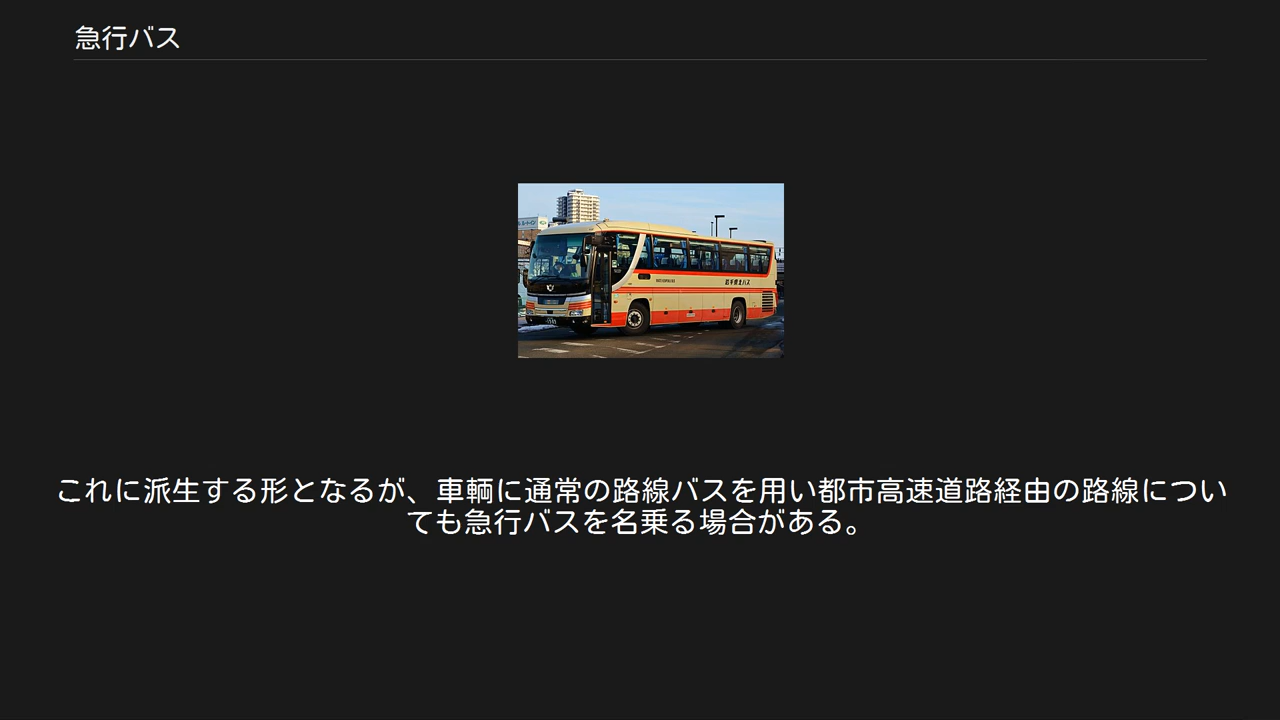 急行バス
これに派生する形となるが、車輌に通常の路線バスを用い都市高速道路経由の路線につい
ても急行バスを名乗る場合がある。